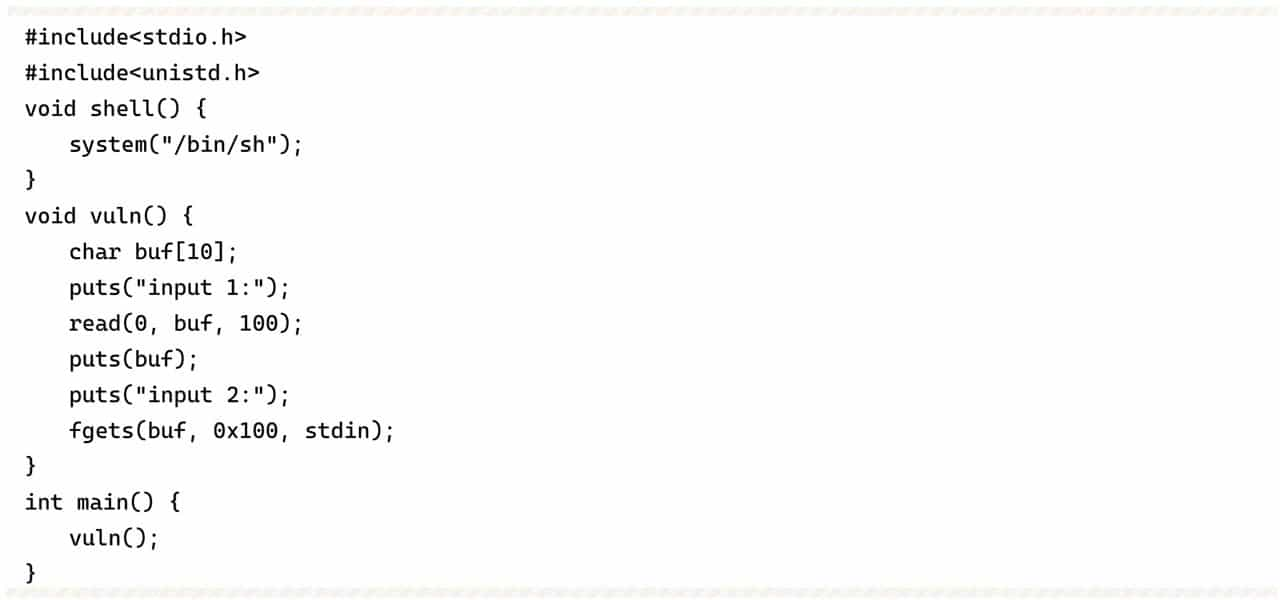 #include<stdio.h>
#include<unistd.h>
void shell() {
system("/bin/sh");
}
void vuln() {
char buf[10];
puts("input 1:");
read(0, buf, 100);
puts(buf);
puts("input 2:");
fgets(buf, 0x100, stdin);
}
int main() {
vuln();
}